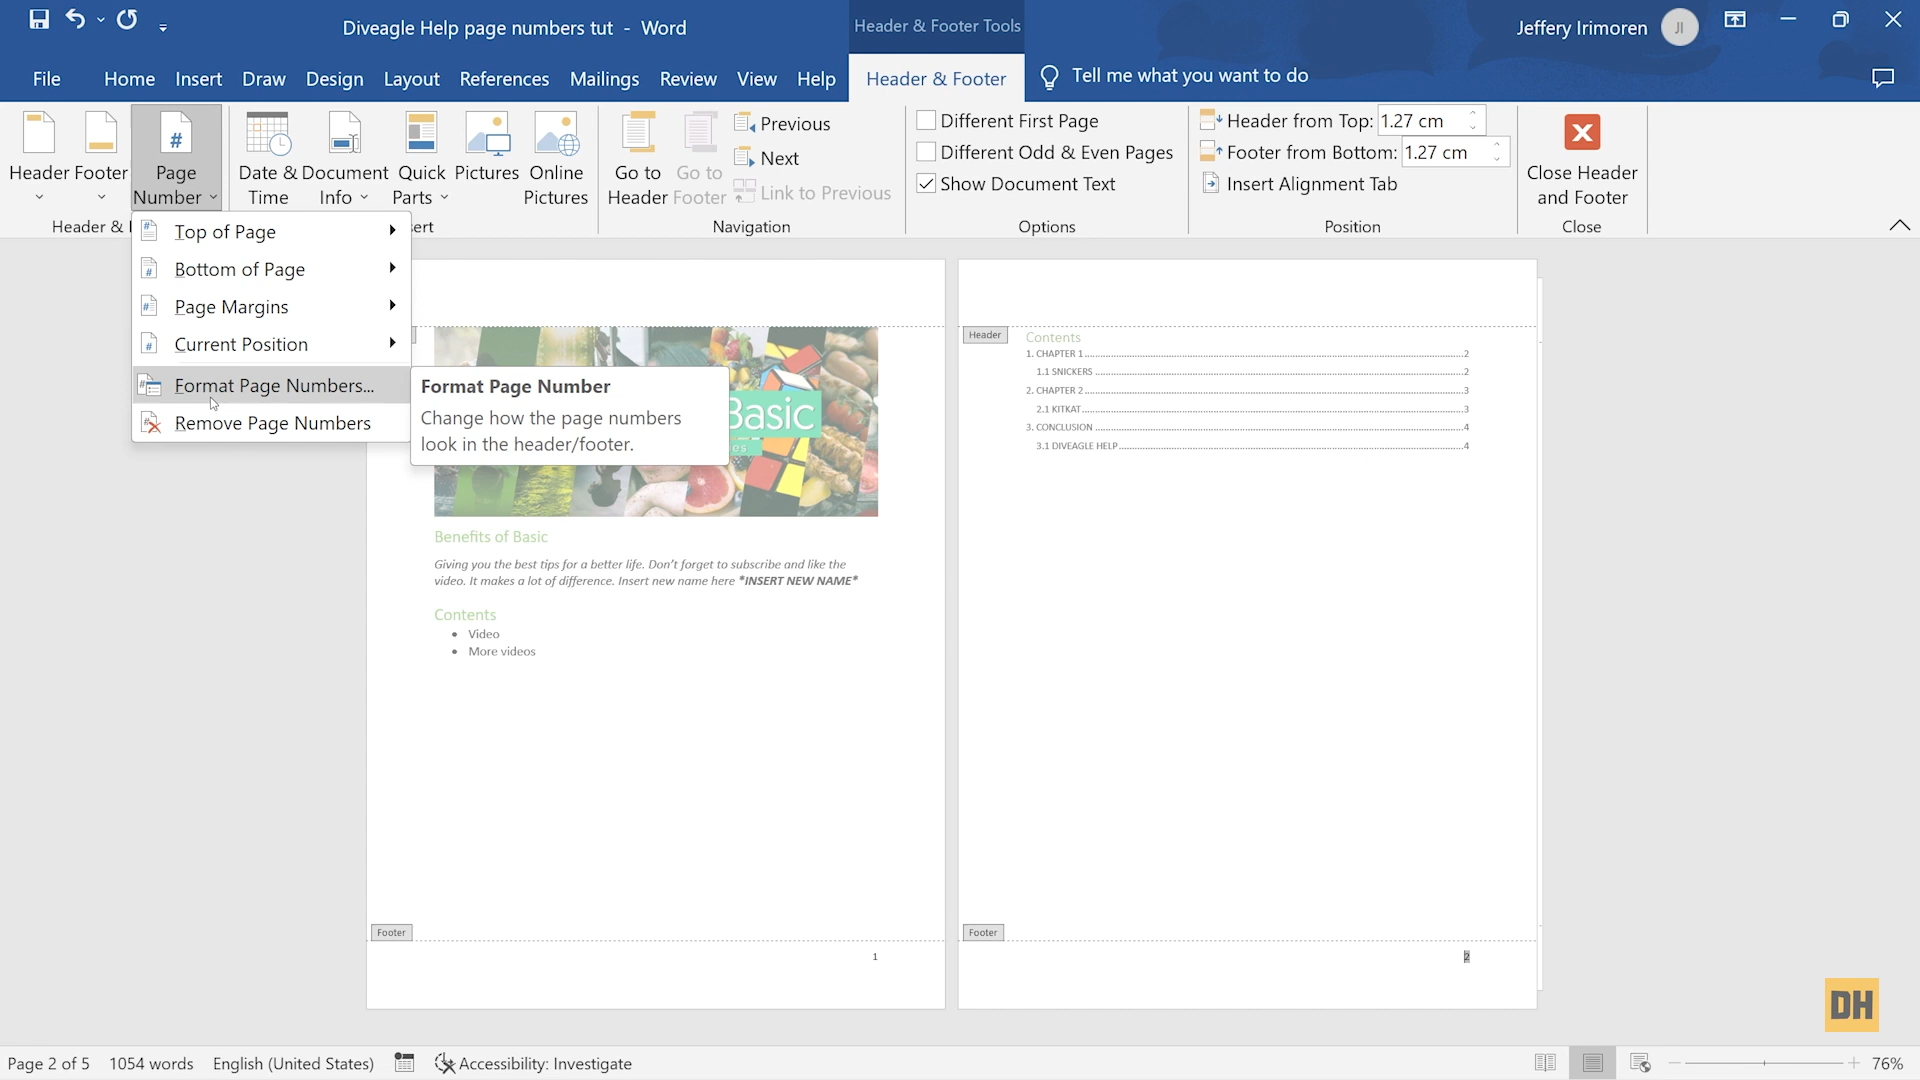 Diveagle Help page numbers tut - Word
Header & Footer Tools
Jeffery Irimoren
JI
File
Home
Insert
Draw
Design
Layout
References
Mailings
Review
View
Help
Header & Footer
Tell me what you want to do
Header
Footer
Page
Number
Date &
Time
Document
Info
Quick
Parts
Pictures
Online
Pictures
Go to
Header
Go to
Footer
Previous
Next
Link to Previous
Different First Page
Different Odd & Even Pages
Show Document Text
Header from Top: 1.27 cm
Footer from Bottom: 1.27 cm
Insert Alignment Tab
Close Header
and Footer
Header &
ert
Navigation
Options
Position
Close
Top of Page
Bottom of Page
Page Margins
Current Position
Format Page Numbers...
Remove Page Numbers
Format Page Number
Change how the page numbers
look in the header/footer.
Basic
es
Benefits of Basic
Giving you the best tips for a better life. Don't forget to subscribe and like the
video. It makes a lot of difference. Insert new name here *INSERT NEW NAME*
Contents
• Video
• More videos
Footer
1
Header
Contents
1. CHAPTER 1 2
1.1 SNICKERS 2
2. CHAPTER 2 3
2.1 KITKAT 3
3. CONCLUSION 4
3.1 DIVEAGLE HELP 4
Footer
2
DH
Page 2 of 5
1054 words
English (United States)
Accessibility: Investigate
76%